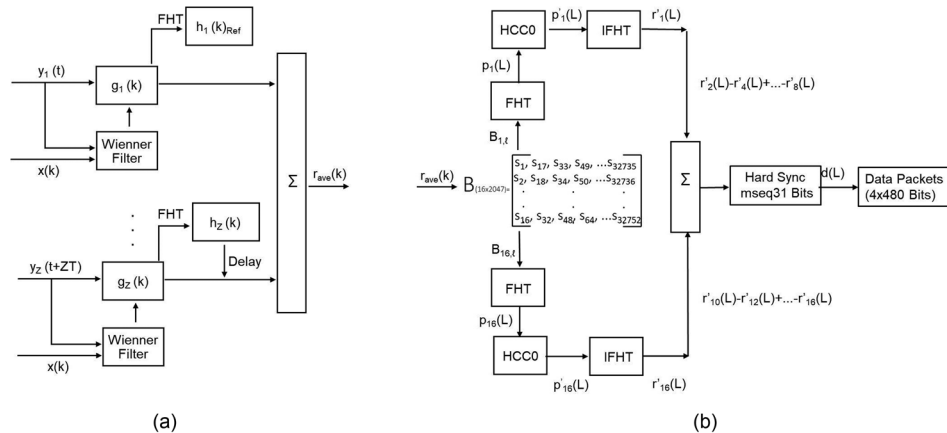 FHT
h₁ (k)Ref
y₁ (t)
g₁ (k)
Wienner
Filter
x(k)
Σ
rave(k)
.
.
.
FHT
hZ (k)
Delay
yZ (t+ZT)
gZ (k)
Wienner
Filter
x(k)
(a)
HCC0
p'₁(L)
IFHT
r'₁(L)
p₁(L)
FHT
r'₂(L)-r'₄(L)+...-r'₈(L)
B₁,ℓ
rave(k)
B(16x2047)=
S₁, S₁₇, S₃₃, S₄₉, ...S₃₂₇₃₅
S₂, S₁₈, S₃₄, S₅₀, ...S₃₂₇₃₆
. . .
. . .
S₁₆, S₃₂, S₄₈, S₆₄, ...S₃₂₇₅₂
Σ
Hard Sync
mseq31 Bits
d(L)
Data Packets
(4x480 Bits)
B₁₆,ℓ
FHT
r'₁₀(L)-r'₁₂(L)+...-r'₁₆(L)
p₁₆(L)
HCC0
p'₁₆(L)
IFHT
r'₁₆(L)
(b)